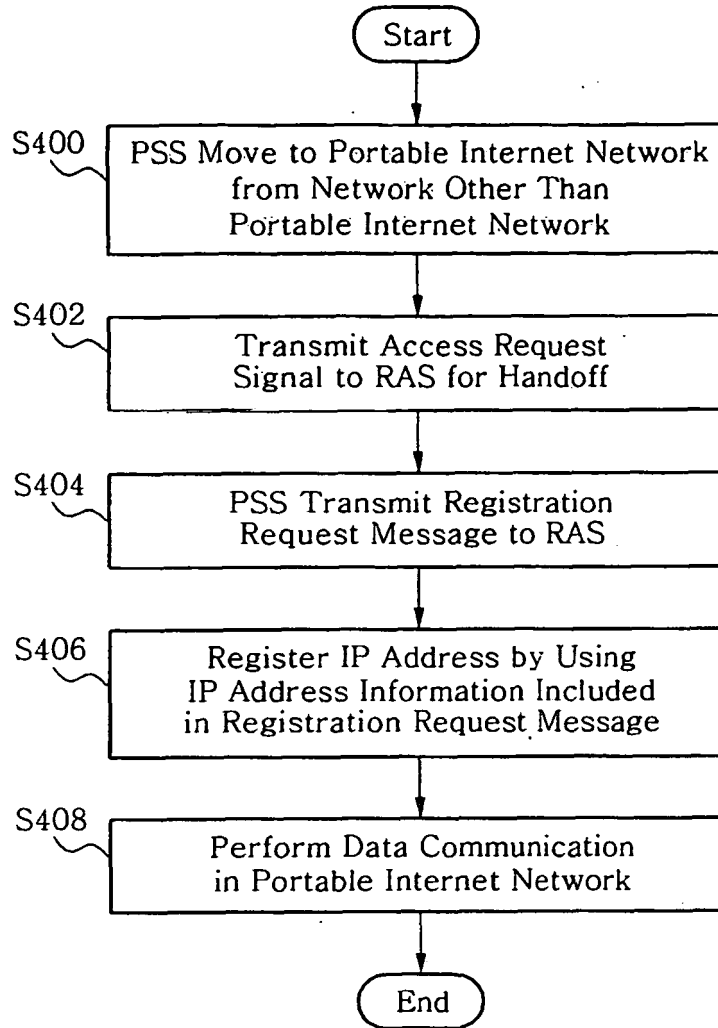 Start
S400
PSS Move to Portable Internet Network
from Network Other Than
Portable Internet Network
S402
Transmit Access Request
Signal to RAS for Handoff
S404
PSS Transmit Registration
Request Message to RAS
S406
Register IP Address by Using
IP Address Information Included
in Registration Request Message
S408
Perform Data Communication
in Portable Internet Network
End